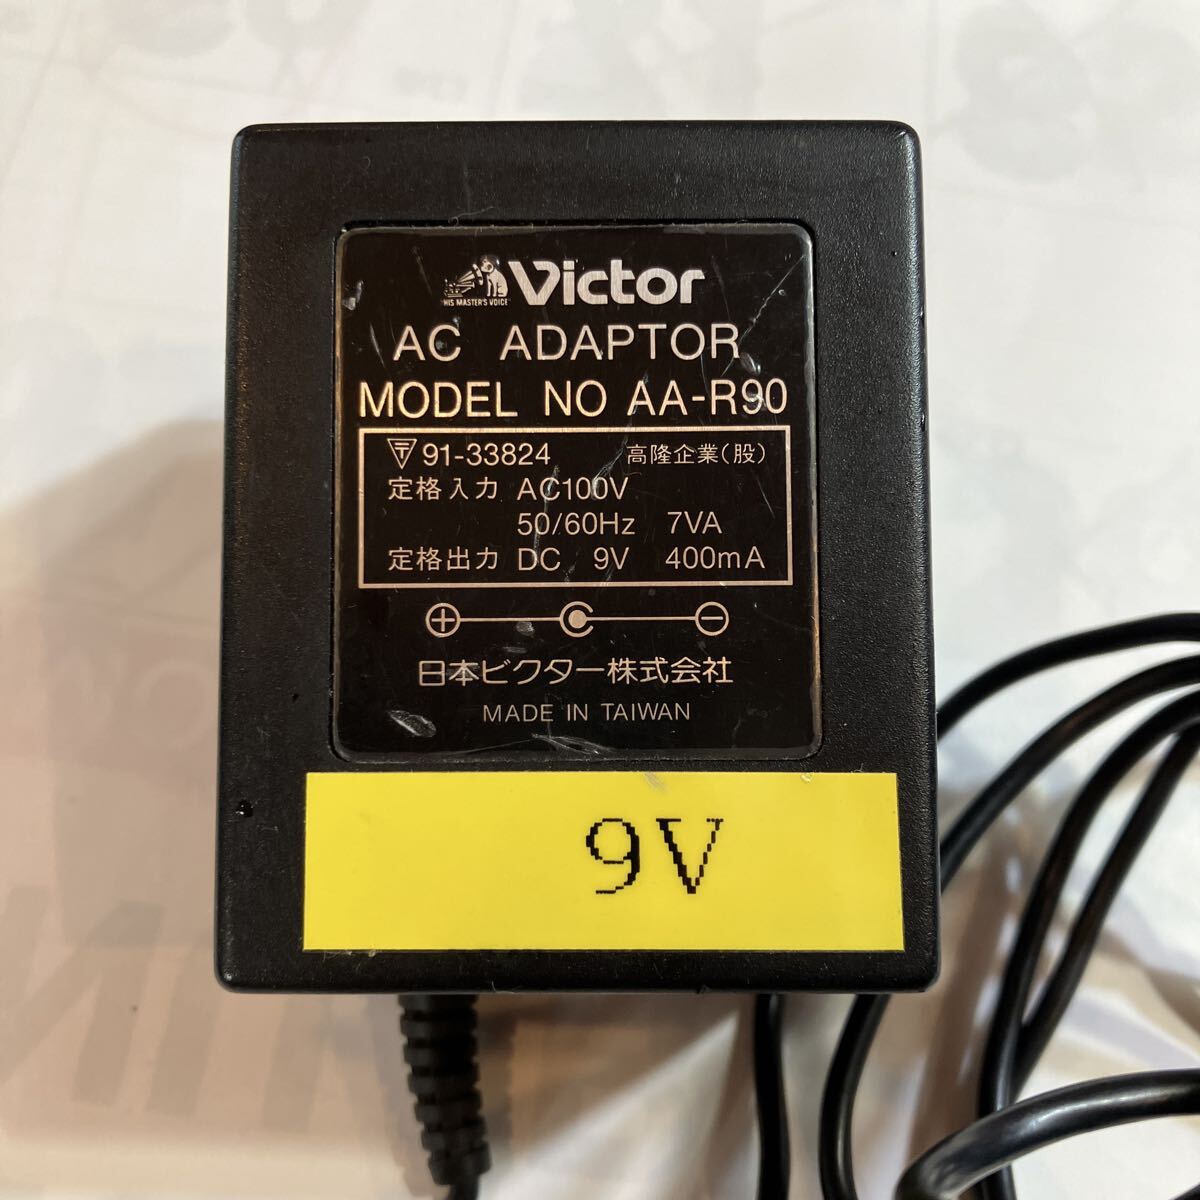 Victor
"HIS MASTER'S VOICE"
AC ADAPTOR
MODEL NO AA-R90
〒 91-33824 高隆企業(股)
定格入力 AC100V
50/60Hz 7VA
定格出力 DC 9V 400mA
日本ビクター株式会社
MADE IN TAIWAN
9V